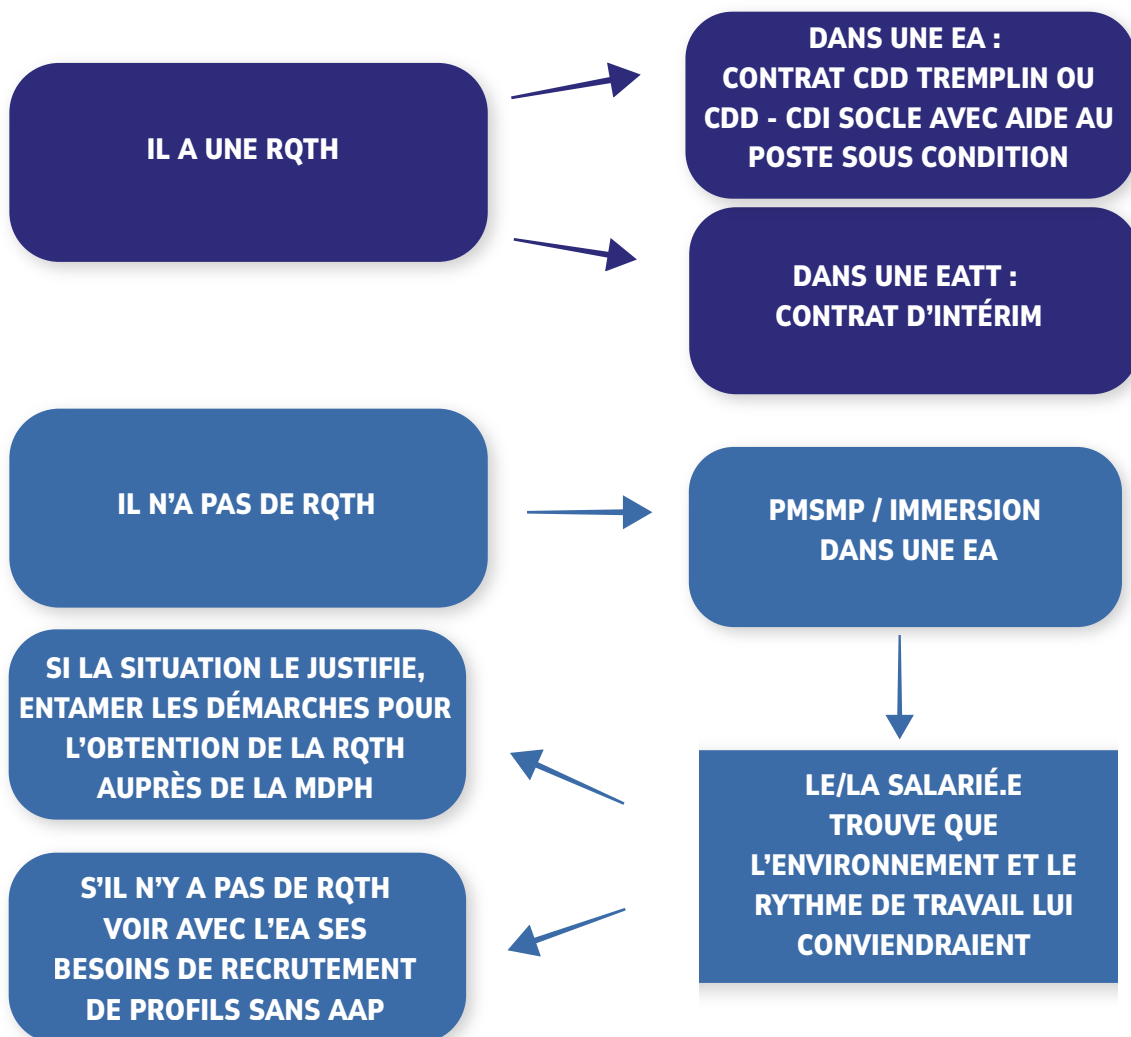 IL A UNE RQTH
DANS UNE EA :
CONTRAT CDD TREMPLIN OU
CDD - CDI SOCLE AVEC AIDE AU
POSTE SOUS CONDITION
DANS UNE EATT :
CONTRAT D'INTÉRIM
IL N'A PAS DE RQTH
PMSMP / IMMERSION
DANS UNE EA
LE/LA SALARIÉ.E
TROUVE QUE
L'ENVIRONNEMENT ET LE
RYTHME DE TRAVAIL LUI
CONVIENDRAIENT
SI LA SITUATION LE JUSTIFIE,
ENTAMER LES DÉMARCHES POUR
L'OBTENTION DE LA RQTH
AUPRÈS DE LA MDPH
S'IL N'Y A PAS DE RQTH
VOIR AVEC L'EA SES
BESOINS DE RECRUTEMENT
DE PROFILS SANS AAP